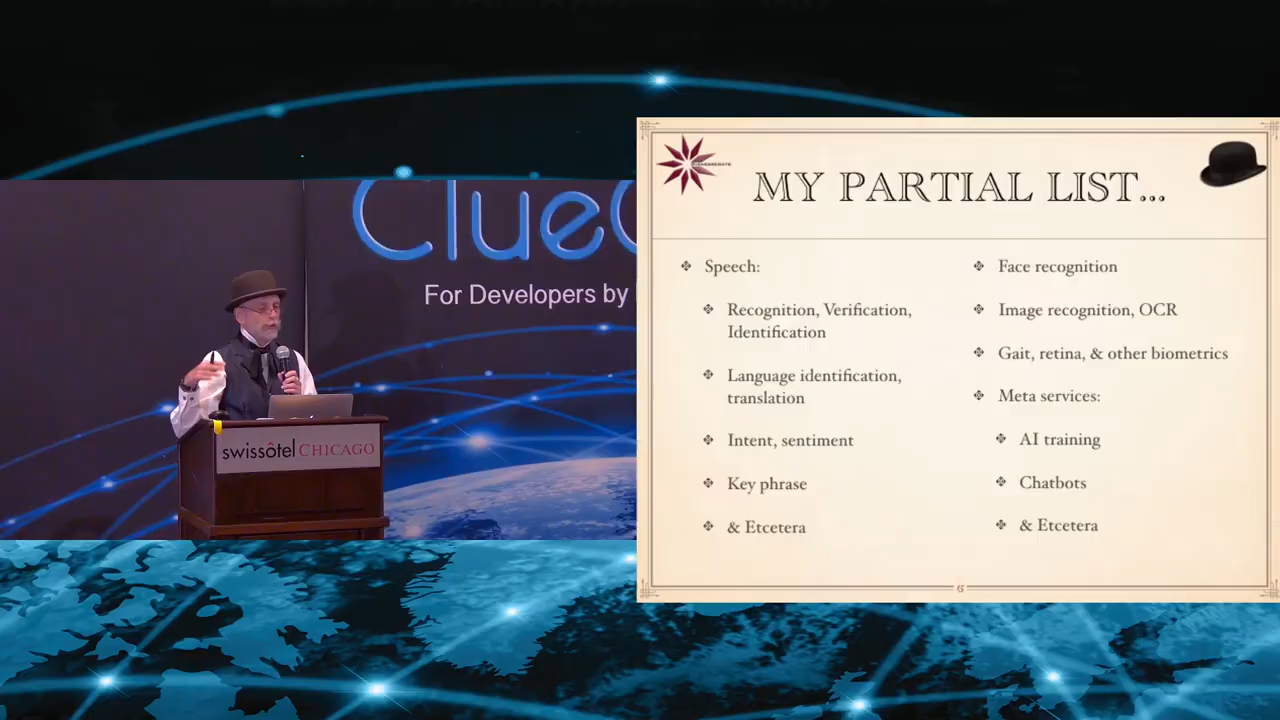 ClueC
For Developers by
swissôtel CHICAGO
MY PARTIAL LIST...
Speech:
Recognition, Verification,
Identification
Language identification,
translation
Intent, sentiment
Key phrase
& Etcetera
Face recognition
Image recognition, OCR
Gait, retina, & other biometrics
Meta services:
AI training
Chatbots
& Etcetera
6